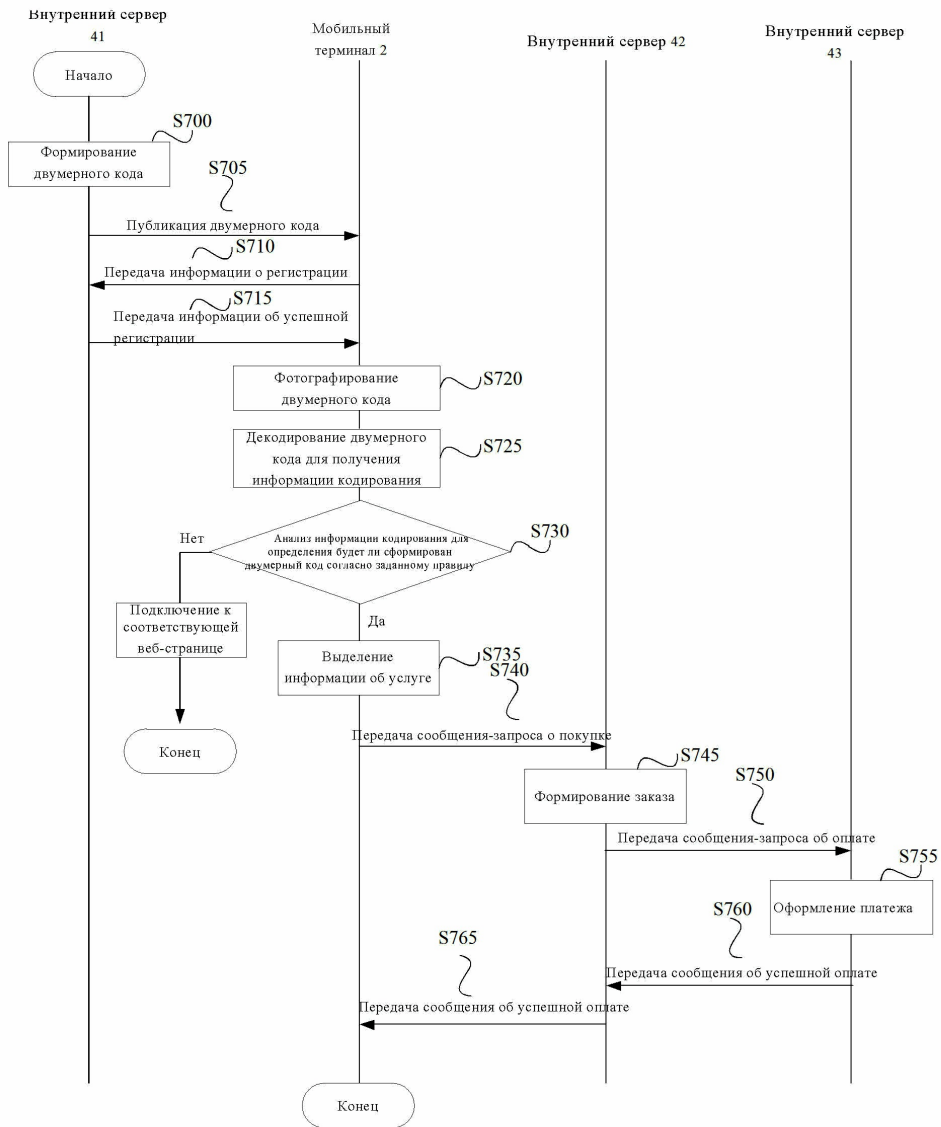 Внутренний сервер
41
Мобильный
терминал 2
Внутренний сервер 42
Внутренний сервер
43
Начало
S700
Формирование
двумерного кода
S705
Публикация двумерного кода
S710
Передача информации о регистрации
S715
Передача информации об успешной
регистрации
Фотографирование
двумерного кода
S720
Декодирование двумерного
кода для получения
информации кодирования
S725
Нет
Анализ информации кодирования для
определения будет ли сформирован
двумерный код согласно заданному правилу
S730
Подключение к
соответствующей
веб-странице
Да
Выделение
информации об услуге
S735
S740
Конец
Передача сообщения-запроса о покупке
S745
Формирование заказа
S750
Передача сообщения-запроса об оплате
S755
Оформление платежа
S760
Передача сообщения об успешной оплате
S765
Передача сообщения об успешной оплате
Конец